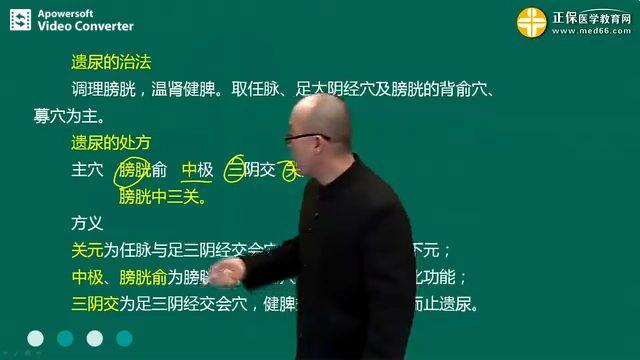 Apowersoft
Video Converter
正保医学教育网
www.med66.com
遗尿的治法
调理膀胱，温肾健脾。取任脉、足太阴经穴及膀胱的背俞穴、
募穴为主。
遗尿的处方
主穴 膀胱俞 中极 三阴交 关
膀胱中三关。
方义
关元为任脉与足三阴经交会 下元；
中极、膀胱俞为膀 化功能；
三阴交为足三阴经交会穴，健脾 而止遗尿。